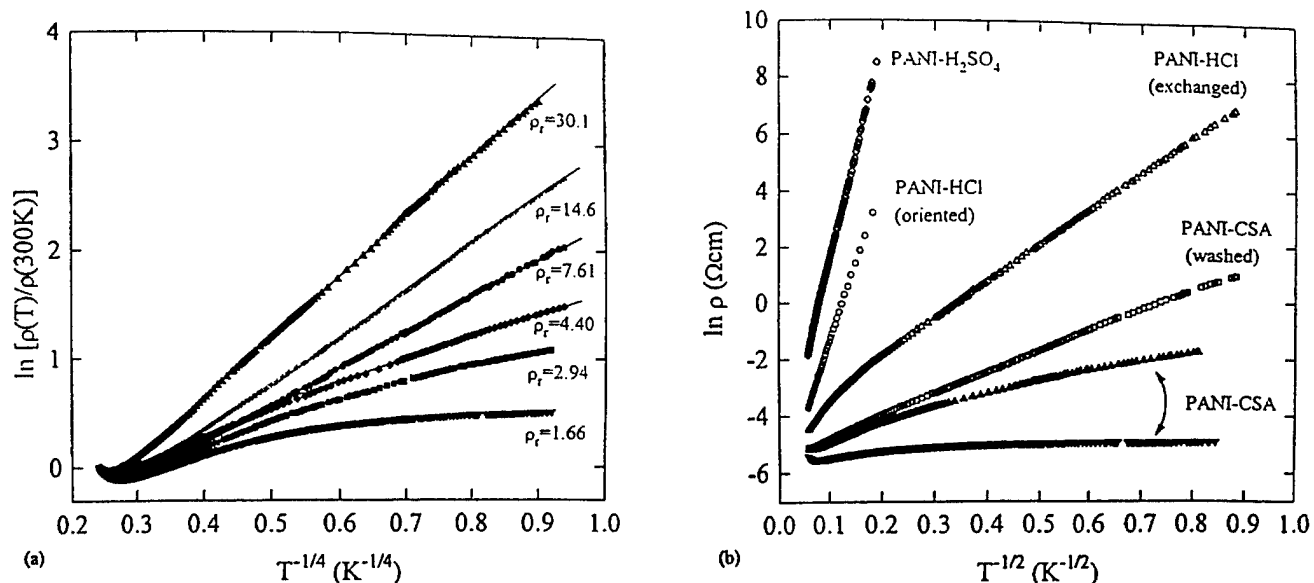 4
3
2
1
0
ln [ρ(T)/ρ(300K)]
ρr=30.1
ρr=14.6
ρr=7.61
ρr=4.40
ρr=2.94
ρr=1.66
0.2 0.3 0.4 0.5 0.6 0.7 0.8 0.9 1.0
T-1/4 (K-1/4)
(a)
10
8
6
4
2
0
-2
-4
-6
ln ρ (Ωcm)
PANI-H2SO4
PANI-HCl
(exchanged)
PANI-HCl
(oriented)
PANI-CSA
(washed)
PANI-CSA
0.0 0.1 0.2 0.3 0.4 0.5 0.6 0.7 0.8 0.9 1.0
T-1/2 (K-1/2)
(b)